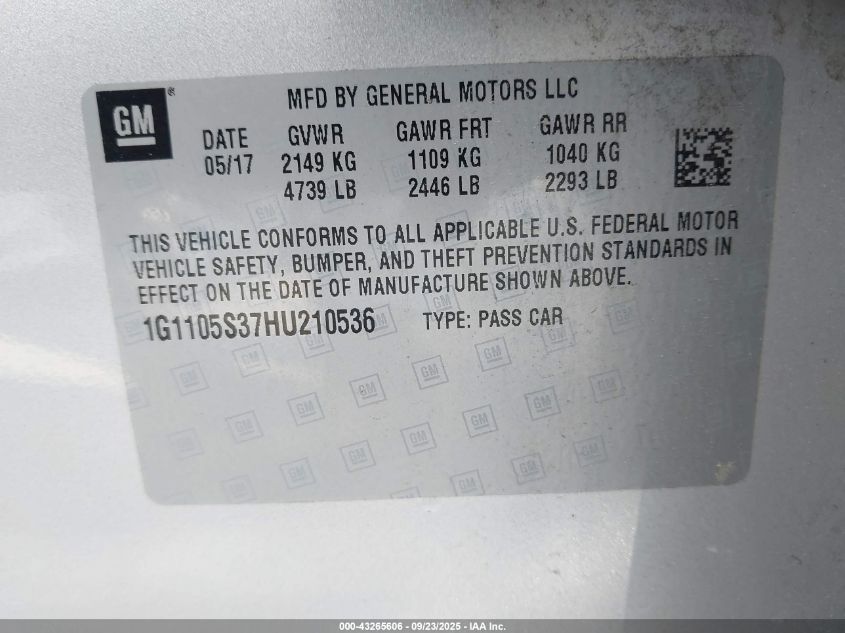 GM®
MFD BY GENERAL MOTORS LLC
DATE GVWR GAWR FRT GAWR RR
05/17 2149 KG 1109 KG 1040 KG
4739 LB 2446 LB 2293 LB
THIS VEHICLE CONFORMS TO ALL APPLICABLE U.S. FEDERAL MOTOR
VEHICLE SAFETY, BUMPER, AND THEFT PREVENTION STANDARDS IN
EFFECT ON THE DATE OF MANUFACTURE SHOWN ABOVE.
1G1105S37HU210536 TYPE: PASS CAR
000-43265606 - 09/23/2025 - IAA Inc.